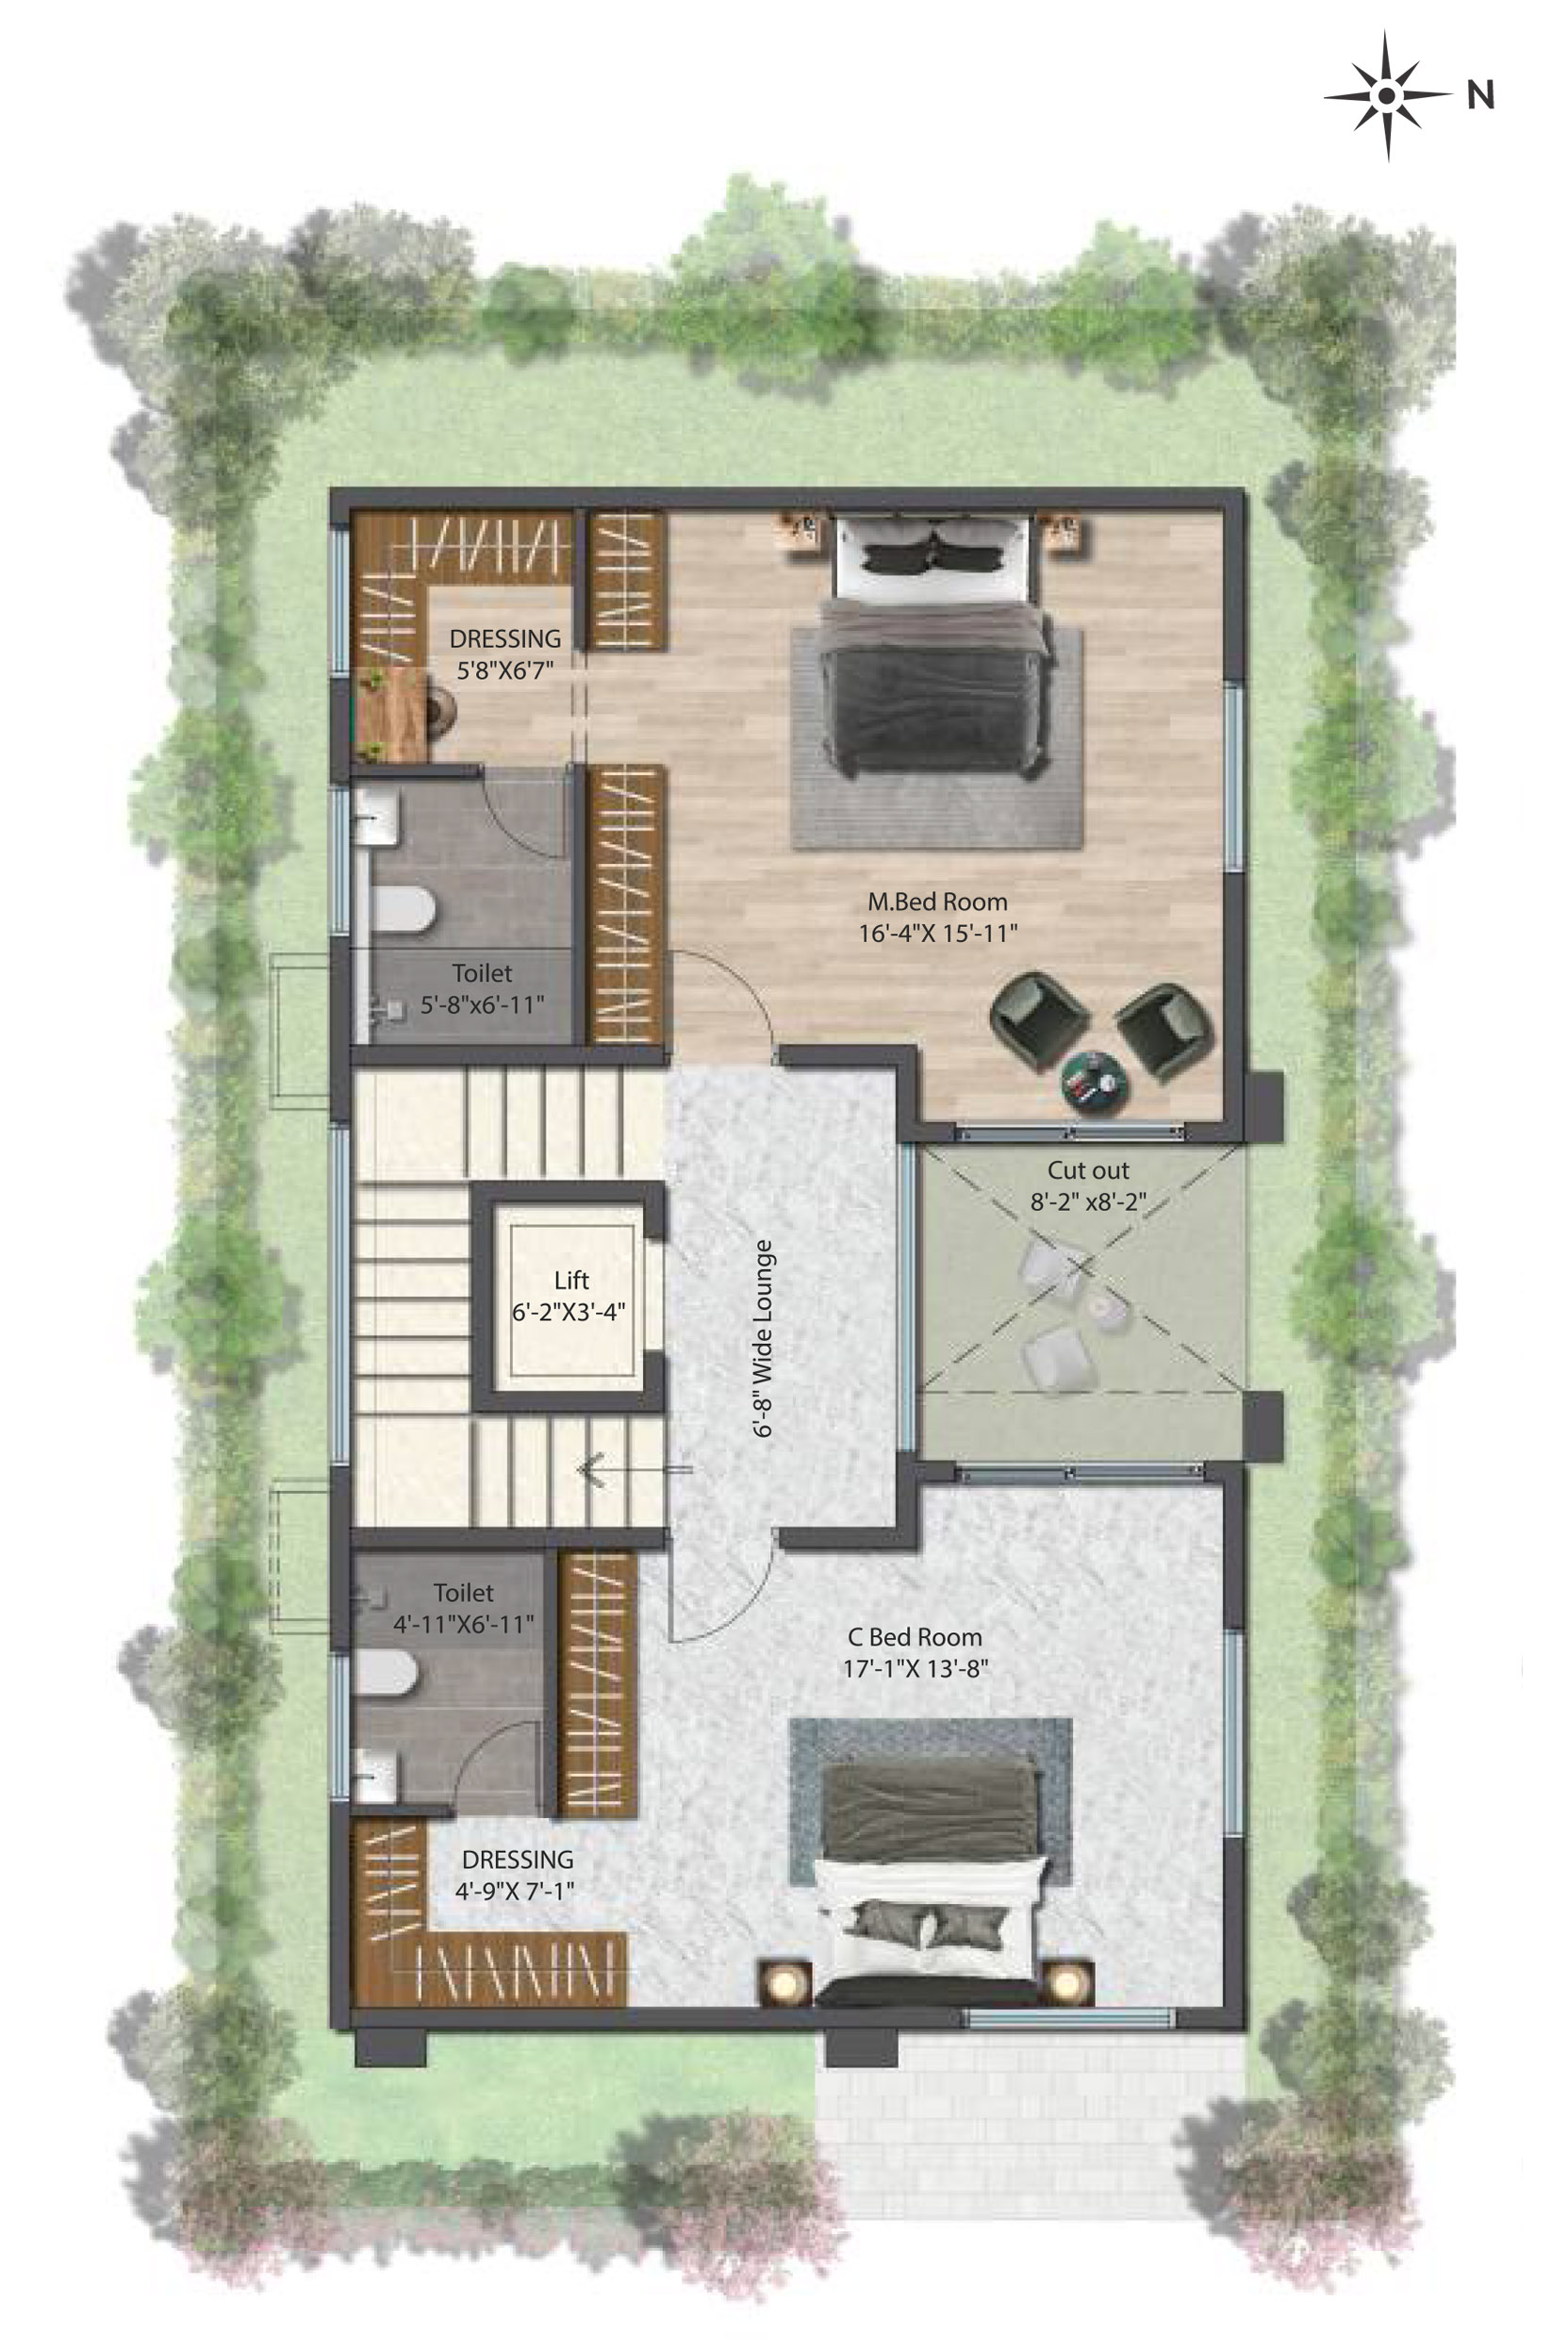 N
DRESSING
5'8"X6'7"
M.Bed Room
16'-4"X 15'-11"
Toilet
5'-8"x6'-11"
Cut out
8'-2" x8'-2"
Lift
6'-2"X3'-4"
6'-8" Wide Lounge
Toilet
4'-11"X6'-11"
C Bed Room
17'-1"X 13'-8"
DRESSING
4'-9"X 7'-1"